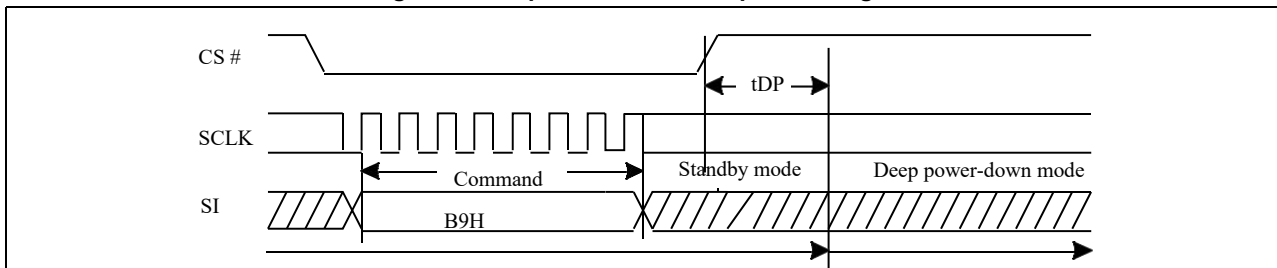 CS #
tDP
SCLK
Standby mode
Deep power-down mode
Command
SI
B9H